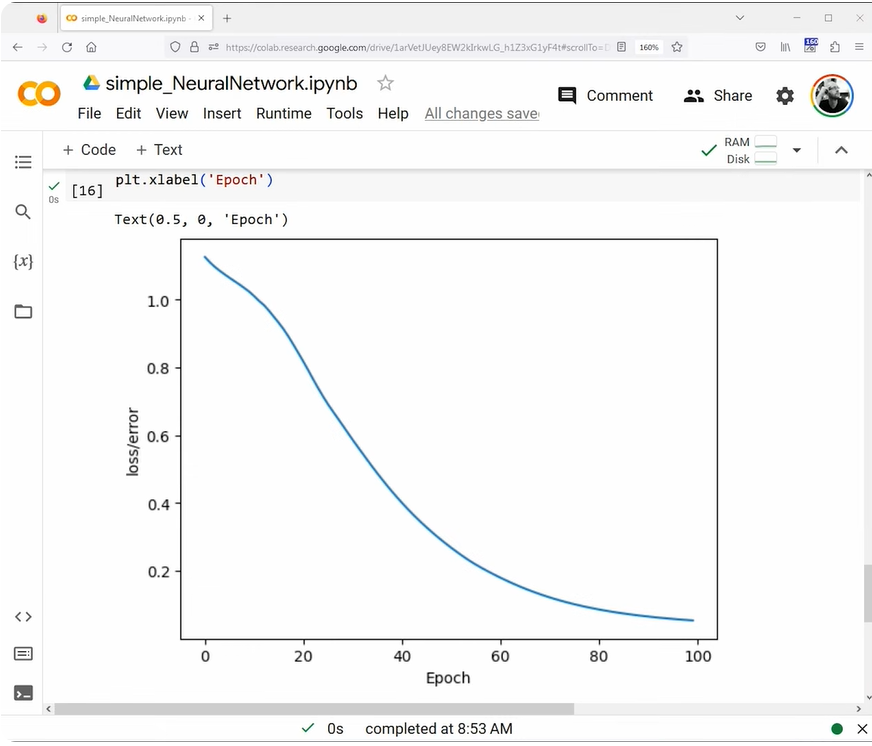 simple_NeuralNetwork.ipynb -
https://colab.research.google.com/drive/1arVetJUey8EW2kIrkwLG_h1Z3xG1yF4t#scrollTo=
160%
160
simple_NeuralNetwork.ipynb
File Edit View Insert Runtime Tools Help All changes save
Comment
Share
+ Code + Text
RAM
Disk
[16] plt.xlabel('Epoch')
0s
Text(0.5, 0, 'Epoch')
1.0
0.8
0.6
0.4
0.2
loss/error
0 20 40 60 80 100
Epoch
{x}
0s completed at 8:53 AM